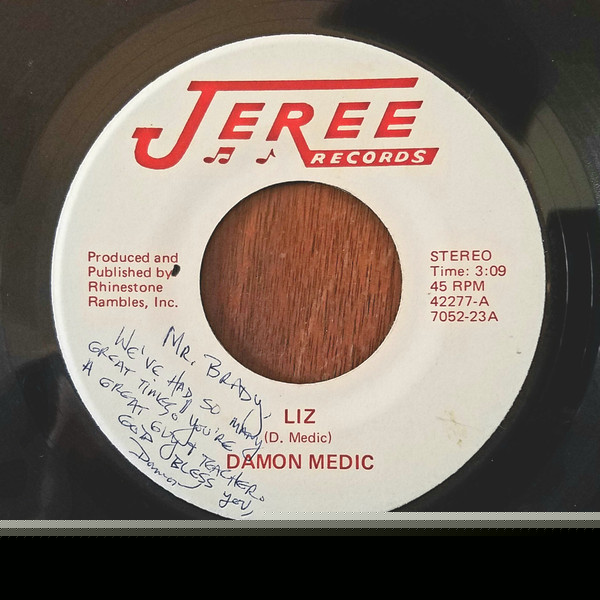 JEREE
RECORDS
Produced and
Published by
Rhinestone
Rambles, Inc.
STEREO
Time: 3:09
45 RPM
42277-A
7052-23A
MR. BRADY,
WE'VE HAD SO MANY
GREAT TIMES! YOU'RE
A GREAT GUY & TEACHER.
GOD BLESS YOU,
Damon
LIZ
(D. Medic)
DAMON MEDIC